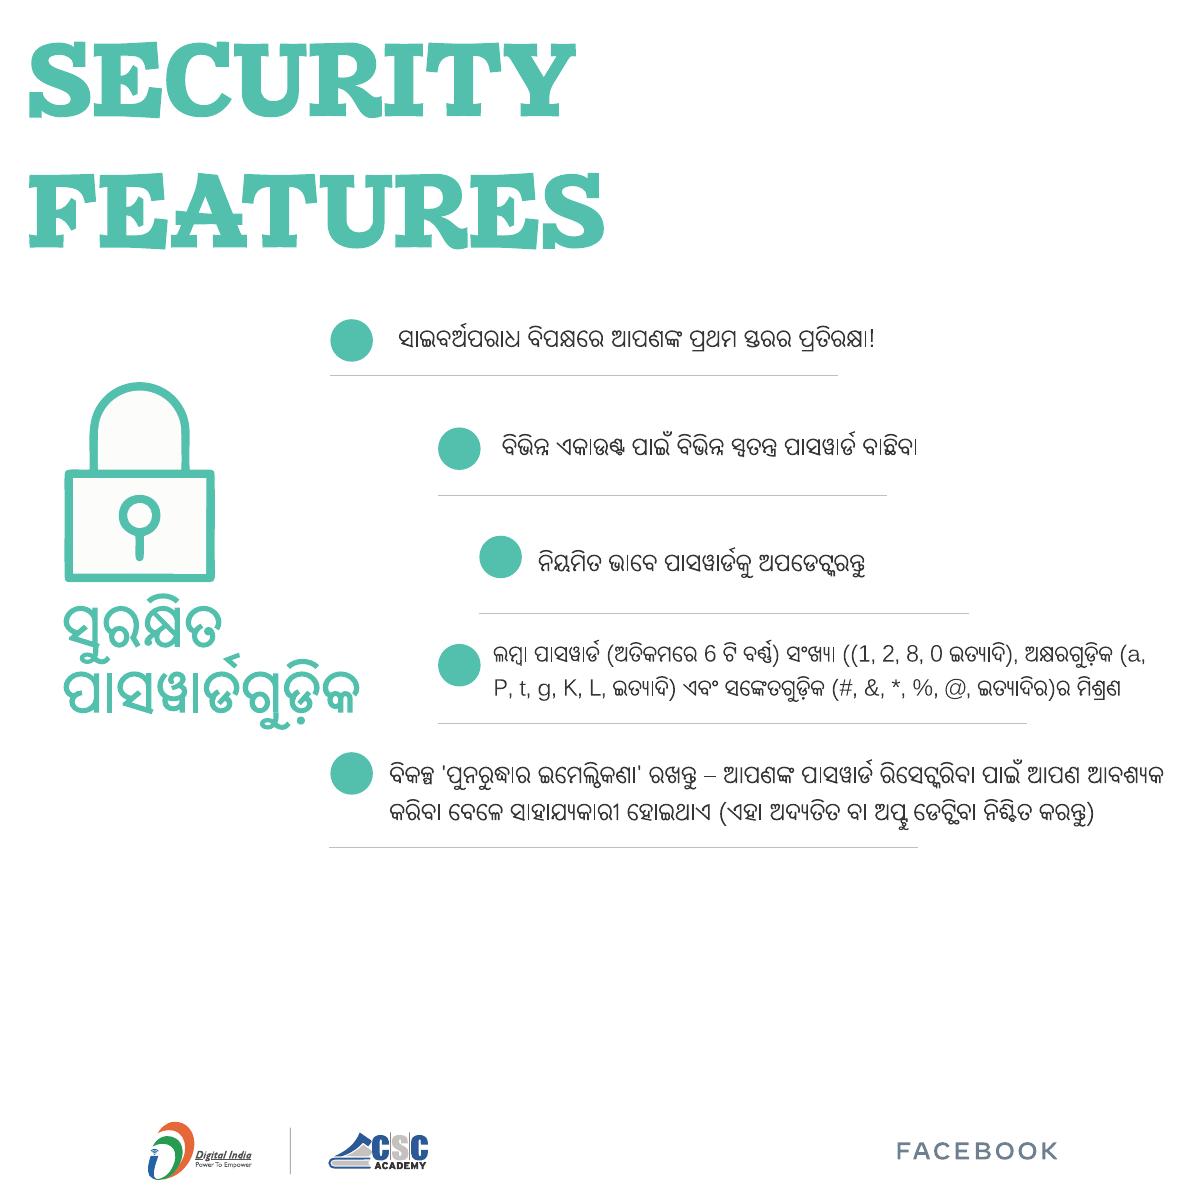 SECURITY
FEATURES
ସାଇବର୍ଅପରାଧ ବିପକ୍ଷରେ ଆପଣଙ୍କ ପ୍ରଥମ ସ୍ତରର ପ୍ରତିରକ୍ଷା!
ବିଭିନ୍ନ ଏକାଉଣ୍ଟ ପାଇଁ ବିଭିନ୍ନ ସ୍ୱତନ୍ତ୍ର ପାସୱାର୍ଡ ବାଛିବା
ନିୟମିତ ଭାବେ ପାସୱାର୍ଡକୁ ଅପଡେଟ୍କରନ୍ତୁ
ସୁରକ୍ଷିତ
ପାସୱାର୍ଡଗୁଡ଼ିକ
ଲମ୍ବା ପାସୱାର୍ଡ (ଅତିକମରେ 6 ଟି ବର୍ଣ୍ଣ) ସଂଖ୍ୟା ((1, 2, 8, 0 ଇତ୍ୟାଦି), ଅକ୍ଷରଗୁଡ଼ିକ (a,
P, t, g, K, L, ଇତ୍ୟାଦି) ଏବଂ ସଙ୍କେତଗୁଡ଼ିକ (#, &, *, %, @, ଇତ୍ୟାଦିର)ର ମିଶ୍ରଣ
ବିକଳ୍ପ 'ପୁନରୁଦ୍ଧାର ଇମେଲ୍ଠିକଣା' ରଖନ୍ତୁ – ଆପଣଙ୍କ ପାସୱାର୍ଡ ରିସେଟ୍କରିବା ପାଇଁ ଆପଣ ଆବଶ୍ୟକ
କରିବା ବେଳେ ସାହାଯ୍ୟକାରୀ ହୋଇଥାଏ (ଏହା ଅଦ୍ୟତିତ ବା ଅପ୍ଟୁ ଡେଟ୍ଥିବା ନିଶ୍ଚିତ କରନ୍ତୁ)
Digital India
Power To Empower
CSC
ACADEMY
FACEBOOK